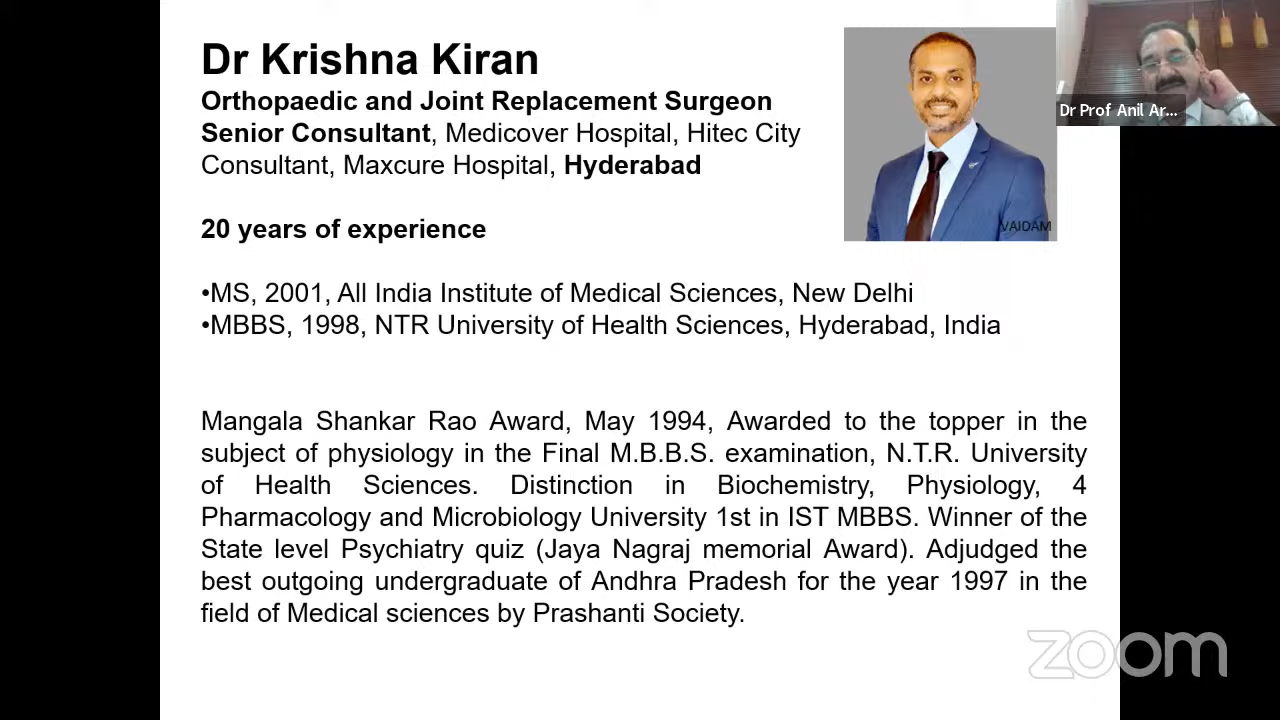 Dr Krishna Kiran
Orthopaedic and Joint Replacement Surgeon
Senior Consultant, Medicover Hospital, Hitec City
Consultant, Maxcure Hospital, Hyderabad
20 years of experience
•MS, 2001, All India Institute of Medical Sciences, New Delhi
•MBBS, 1998, NTR University of Health Sciences, Hyderabad, India
Mangala Shankar Rao Award, May 1994, Awarded to the topper in the
subject of physiology in the Final M.B.B.S. examination, N.T.R. University
of Health Sciences. Distinction in Biochemistry, Physiology, 4
Pharmacology and Microbiology University 1st in IST MBBS. Winner of the
State level Psychiatry quiz (Jaya Nagraj memorial Award). Adjudged the
best outgoing undergraduate of Andhra Pradesh for the year 1997 in the
field of Medical sciences by Prashanti Society.
VAIDAM
Dr Prof Anil Ar...
zoom